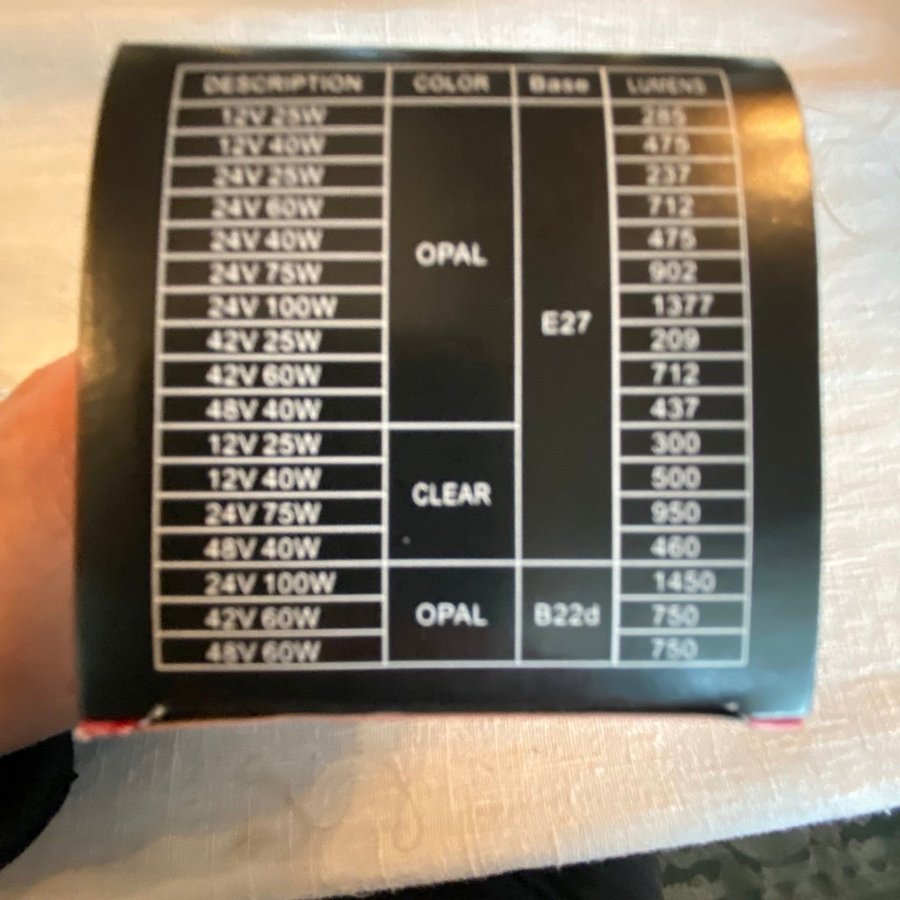 DESCRIPTION COLOR Base LUMENS
12V 25W 285
12V 40W 475
24V 25W 237
24V 60W 712
24V 40W 475
OPAL
24V 75W 902
24V 100W 1377
E27
42V 25W 209
42V 60W 712
48V 40W 437
12V 25W 300
12V 40W 500
CLEAR
24V 75W 950
48V 40W 460
24V 100W 1450
42V 60W OPAL B22d 750
48V 60W 750